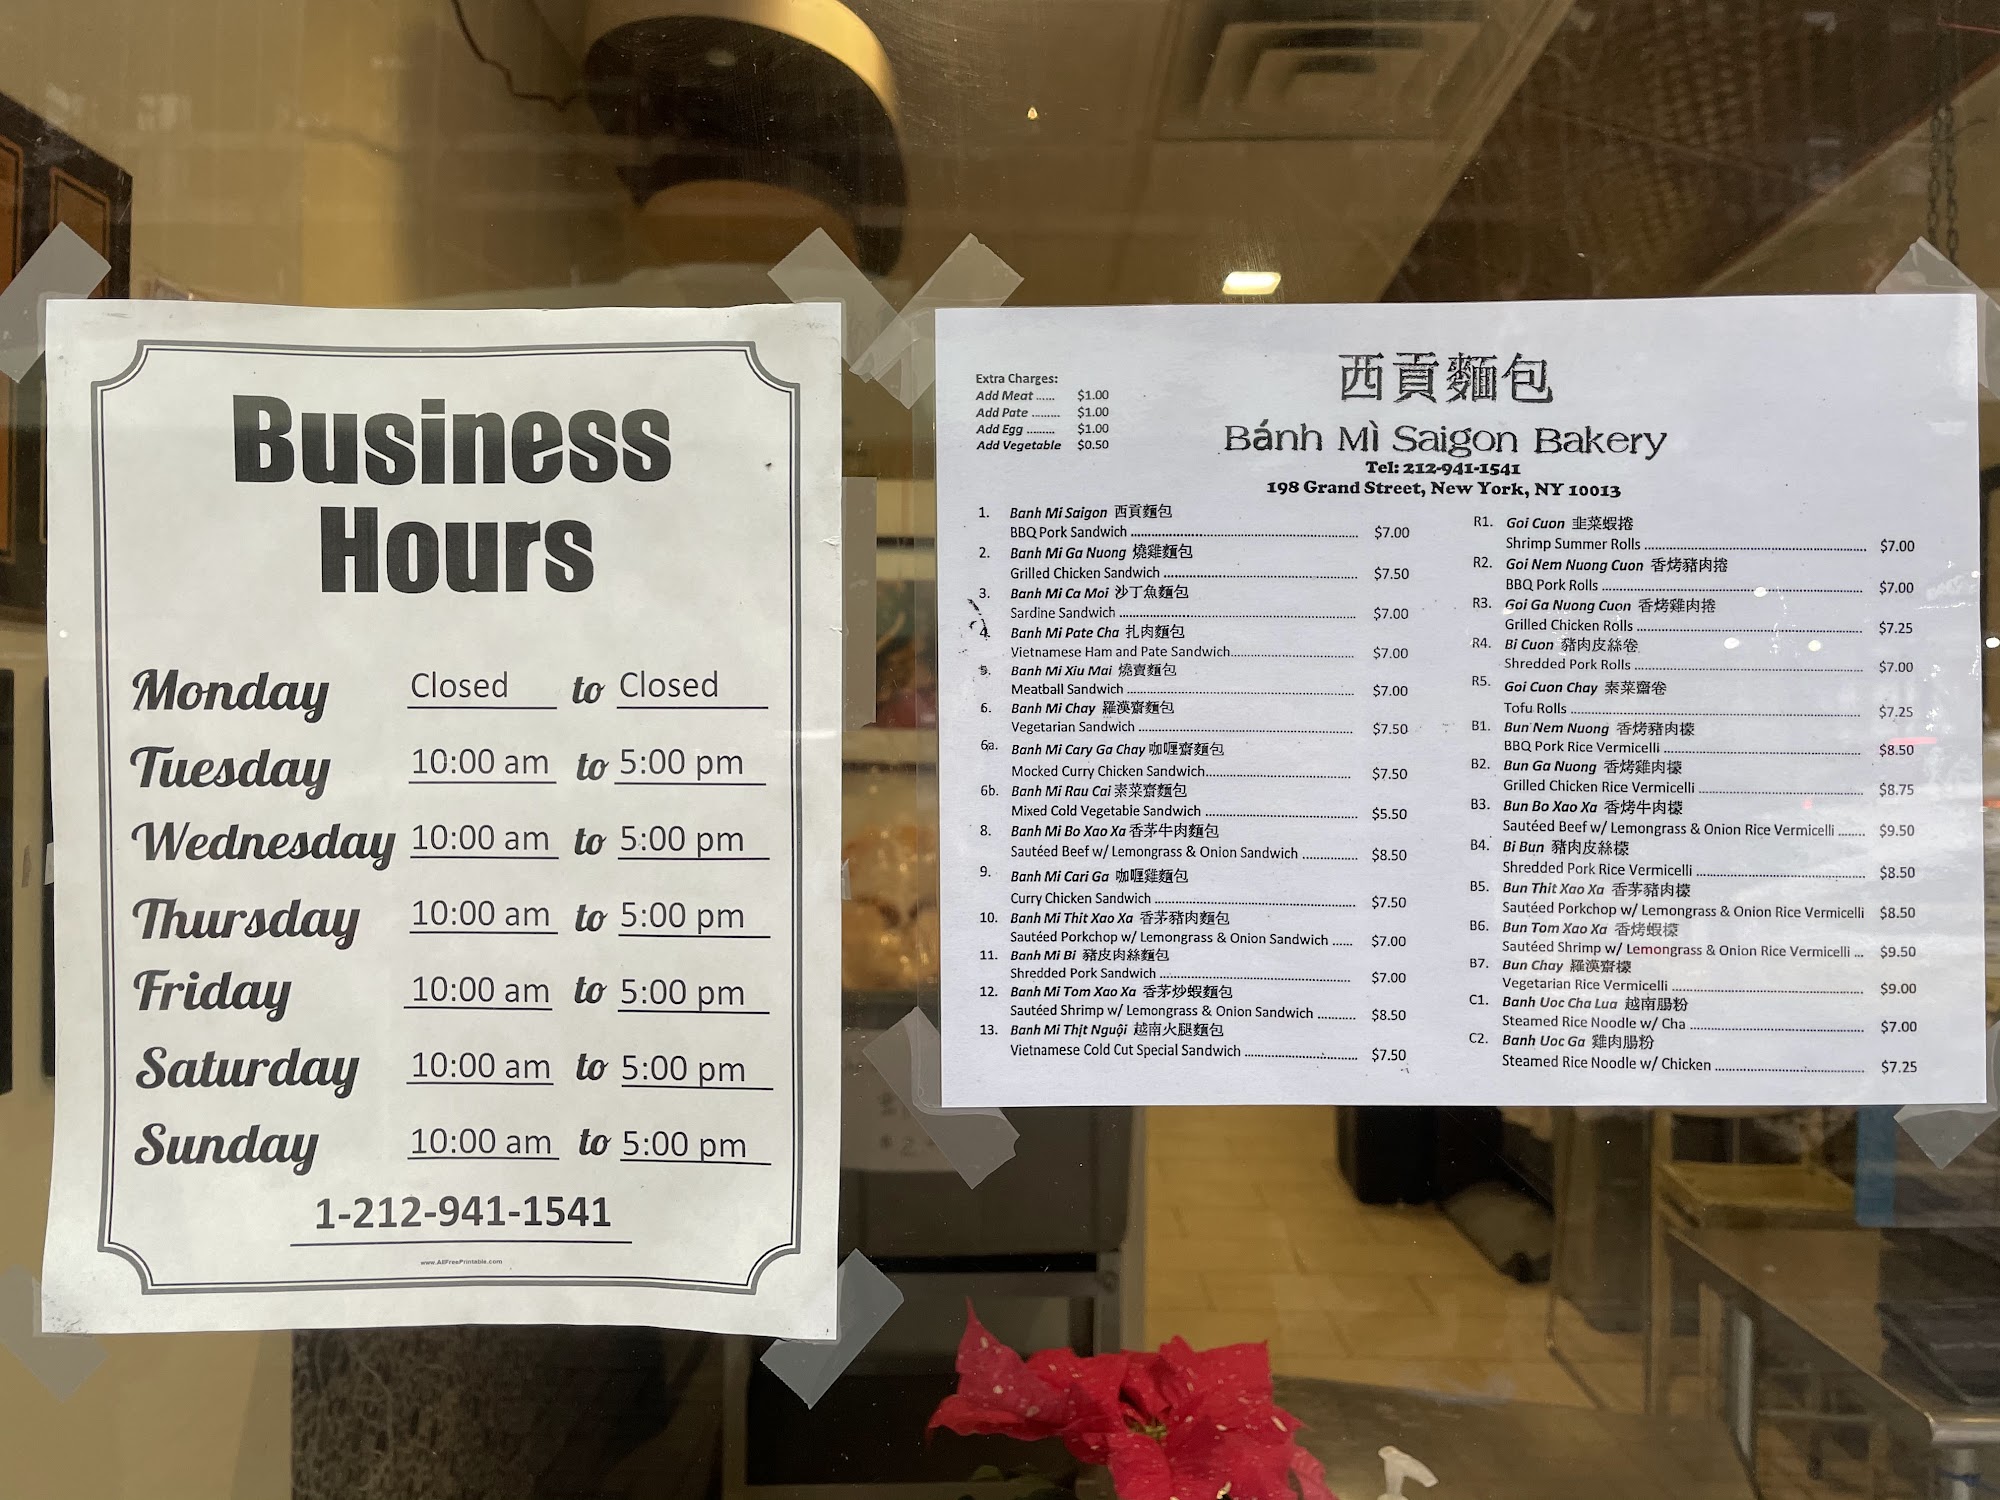 Business
Hours
Monday Closed to Closed
Tuesday 10:00 am to 5:00 pm
Wednesday 10:00 am to 5:00 pm
Thursday 10:00 am to 5:00 pm
Friday 10:00 am to 5:00 pm
Saturday 10:00 am to 5:00 pm
Sunday 10:00 am to 5:00 pm
1-212-941-1541
www.AllFreePrintable.com
Extra Charges:
Add Meat ...... $1.00
Add Pate ......... $1.00
Add Egg ......... $1.00
Add Vegetable $0.50
西貢麵包
Bánh Mì Saigon Bakery
Tel: 212-941-1541
198 Grand Street, New York, NY 10013
1. Banh Mi Saigon 西貢麵包
BBQ Pork Sandwich $7.00
2. Banh Mi Ga Nuong 燒雞麵包
Grilled Chicken Sandwich $7.50
3. Banh Mi Ca Moi 沙丁魚麵包
Sardine Sandwich $7.00
4. Banh Mi Pate Cha 扎肉麵包
Vietnamese Ham and Pate Sandwich $7.00
5. Banh Mi Xiu Mai 燒賣麵包
Meatball Sandwich $7.00
6. Banh Mi Chay 羅漢齋麵包
Vegetarian Sandwich $7.50
6a. Banh Mi Cary Ga Chay 咖喱齋麵包
Mocked Curry Chicken Sandwich $7.50
6b. Banh Mi Rau Cai 素菜齋麵包
Mixed Cold Vegetable Sandwich $5.50
8. Banh Mi Bo Xao Xa 香茅牛肉麵包
Sautéed Beef w/ Lemongrass & Onion Sandwich $8.50
9. Banh Mi Cari Ga 咖喱雞麵包
Curry Chicken Sandwich $7.50
10. Banh Mi Thit Xao Xa 香茅豬肉麵包
Sautéed Porkchop w/ Lemongrass & Onion Sandwich $7.00
11. Banh Mi Bi 豬皮肉絲麵包
Shredded Pork Sandwich $7.00
12. Banh Mi Tom Xao Xa 香茅炒蝦麵包
Sautéed Shrimp w/ Lemongrass & Onion Sandwich $8.50
13. Banh Mi Thịt Nguội 越南火腿麵包
Vietnamese Cold Cut Special Sandwich $7.50
R1. Goi Cuon 韭菜蝦捲
Shrimp Summer Rolls $7.00
R2. Goi Nem Nuong Cuon 香烤豬肉捲
BBQ Pork Rolls $7.00
R3. Goi Ga Nuong Cuon 香烤雞肉捲
Grilled Chicken Rolls $7.25
R4. Bi Cuon 豬肉皮絲卷
Shredded Pork Rolls $7.00
R5. Goi Cuon Chay 素菜齋卷
Tofu Rolls $7.25
B1. Bun Nem Nuong 香烤豬肉檬
BBQ Pork Rice Vermicelli $8.50
B2. Bun Ga Nuong 香烤雞肉檬
Grilled Chicken Rice Vermicelli $8.75
B3. Bun Bo Xao Xa 香烤牛肉檬
Sautéed Beef w/ Lemongrass & Onion Rice Vermicelli $9.50
B4. Bi Bun 豬肉皮絲檬
Shredded Pork Rice Vermicelli $8.50
B5. Bun Thit Xao Xa 香茅豬肉檬
Sautéed Porkchop w/ Lemongrass & Onion Rice Vermicelli $8.50
B6. Bun Tom Xao Xa 香烤蝦檬
Sautéed Shrimp w/ Lemongrass & Onion Rice Vermicelli $9.50
B7. Bun Chay 羅漢齋檬
Vegetarian Rice Vermicelli $9.00
C1. Banh Uoc Cha Lua 越南腸粉
Steamed Rice Noodle w/ Cha $7.00
C2. Banh Uoc Ga 雞肉腸粉
Steamed Rice Noodle w/ Chicken $7.25